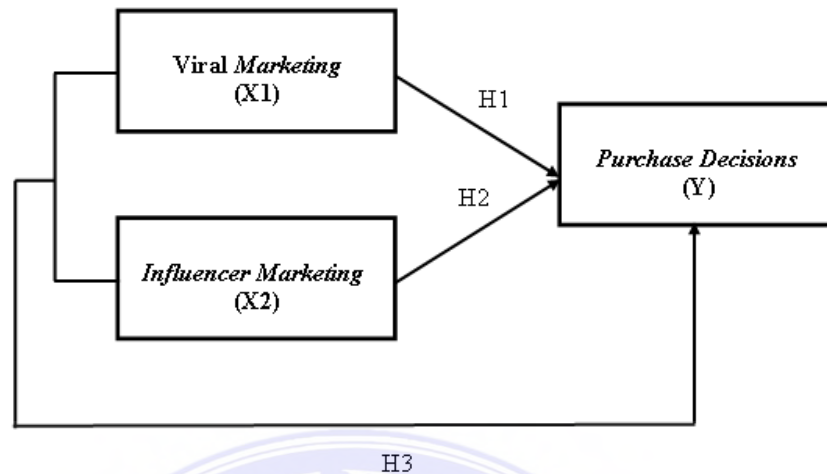 Viral Marketing
(X1)
H1
Purchase Decisions
(Y)
H2
Influencer Marketing
(X2)
H3